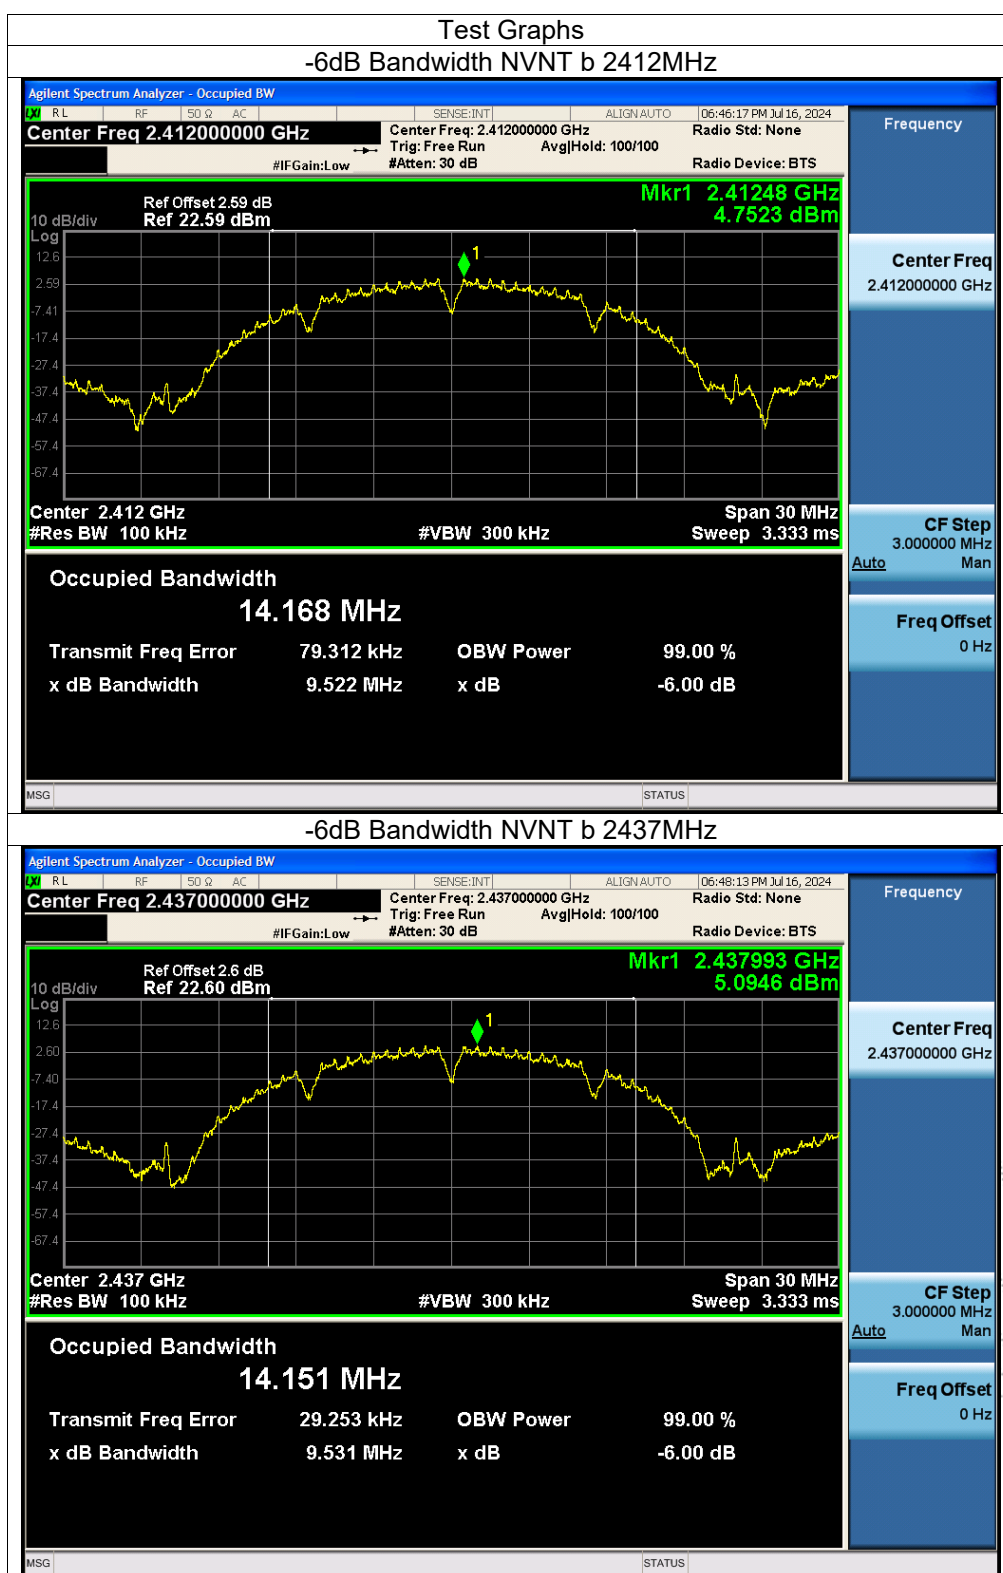 Test Graphs
-6dB Bandwidth NVNT b 2412MHz
Agilent Spectrum Analyzer - Occupied BW
LXI RL RF 50 Ω AC SENSE:INT ALIGN AUTO 06:46:17 PM Jul 16, 2024
Center Freq 2.412000000 GHz
Center Freq: 2.412000000 GHz
Radio Std: None
Trig: Free Run Avg|Hold: 100/100
#IFGain:Low
#Atten: 30 dB
Radio Device: BTS
Frequency
Mkr1 2.41248 GHz
4.7523 dBm
Ref Offset 2.59 dB
10 dB/div Ref 22.59 dBm
Log
12.6
1
2.59
-7.41
-17.4
-27.4
-37.4
-47.4
-57.4
-67.4
Center 2.412 GHz Span 30 MHz
#Res BW 100 kHz #VBW 300 kHz Sweep 3.333 ms
Center Freq
2.412000000 GHz
CF Step
3.000000 MHz
Auto Man
Freq Offset
0 Hz
Occupied Bandwidth
14.168 MHz
Transmit Freq Error 79.312 kHz OBW Power 99.00 %
x dB Bandwidth 9.522 MHz x dB -6.00 dB
MSG STATUS
-6dB Bandwidth NVNT b 2437MHz
Agilent Spectrum Analyzer - Occupied BW
LXI RL RF 50 Ω AC SENSE:INT ALIGN AUTO 06:48:13 PM Jul 16, 2024
Center Freq 2.437000000 GHz
Center Freq: 2.437000000 GHz
Radio Std: None
Trig: Free Run Avg|Hold: 100/100
#IFGain:Low
#Atten: 30 dB
Radio Device: BTS
Frequency
Mkr1 2.437993 GHz
5.0946 dBm
Ref Offset 2.6 dB
10 dB/div Ref 22.60 dBm
Log
12.6
1
2.60
-7.40
-17.4
-27.4
-37.4
-47.4
-57.4
-67.4
Center 2.437 GHz Span 30 MHz
#Res BW 100 kHz #VBW 300 kHz Sweep 3.333 ms
Center Freq
2.437000000 GHz
CF Step
3.000000 MHz
Auto Man
Freq Offset
0 Hz
Occupied Bandwidth
14.151 MHz
Transmit Freq Error 29.253 kHz OBW Power 99.00 %
x dB Bandwidth 9.531 MHz x dB -6.00 dB
MSG STATUS